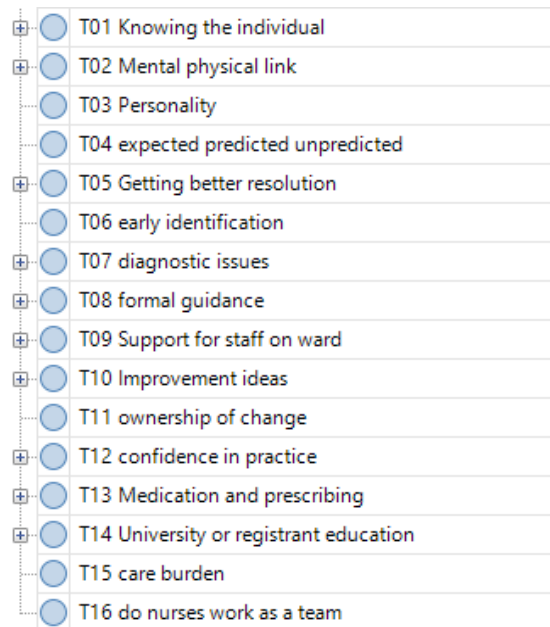 T01 Knowing the individual
T02 Mental physical link
T03 Personality
T04 expected predicted unpredicted
T05 Getting better resolution
T06 early identification
T07 diagnostic issues
T08 formal guidance
T09 Support for staff on ward
T10 Improvement ideas
T11 ownership of change
T12 confidence in practice
T13 Medication and prescribing
T14 University or registrant education
T15 care burden
T16 do nurses work as a team